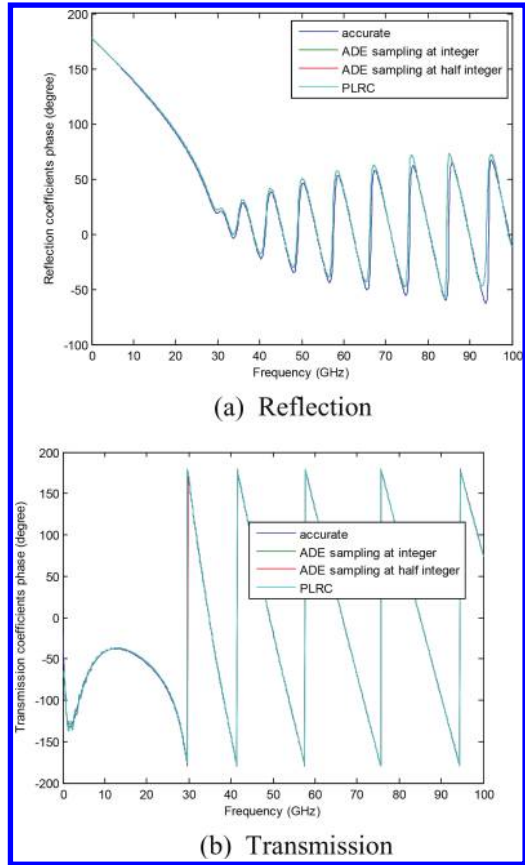 200
150
100
50
0
-50
-100
Reflection coefficients phase (degree)
accurate
ADE sampling at integer
ADE sampling at half integer
PLRC
0 10 20 30 40 50 60 70 80 90 100
Frequency (GHz)
(a) Reflection
200
150
100
50
0
-50
-100
-150
-200
Transmission coefficients phase (degree)
accurate
ADE sampling at integer
ADE sampling at half integer
PLRC
0 10 20 30 40 50 60 70 80 90 100
Frequency (GHz)
(b) Transmission